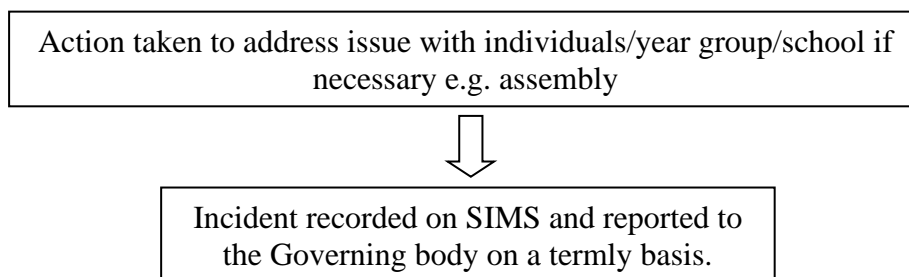 Action taken to address issue with individuals/year group/school if
necessary e.g. assembly
Incident recorded on SIMS and reported to
the Governing body on a termly basis.